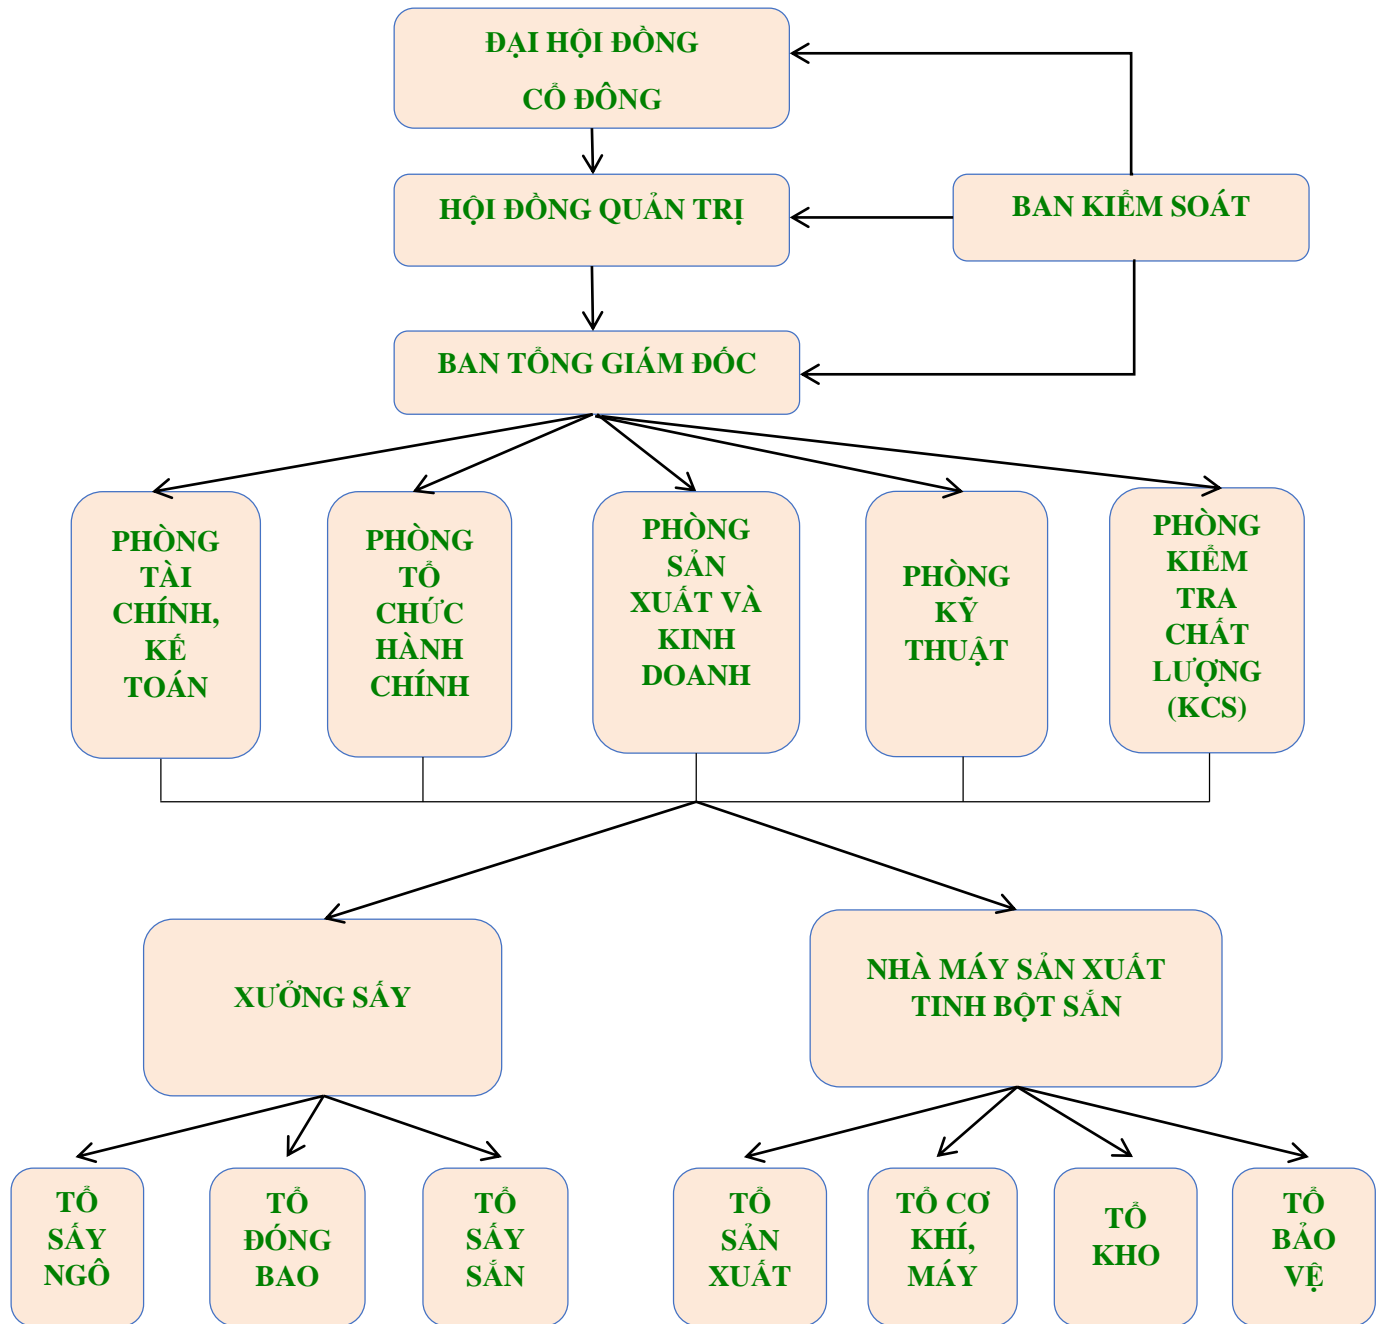 ĐẠI HỘI ĐỒNG
CỔ ĐÔNG
HỘI ĐỒNG QUẢN TRỊ
BAN KIỂM SOÁT
BAN TỔNG GIÁM ĐỐC
PHÒNG
TÀI
CHÍNH,
KẾ
TOÁN
PHÒNG
TỔ
CHỨC
HÀNH
CHÍNH
PHÒNG
SẢN
XUẤT VÀ
KINH
DOANH
PHÒNG
KỸ
THUẬT
PHÒNG
KIỂM
TRA
CHẤT
LƯỢNG
(KCS)
XƯỞNG SẤY
NHÀ MÁY SẢN XUẤT
TINH BỘT SẮN
TỔ
SẤY
NGÔ
TỔ
ĐÓNG
BAO
TỔ
SẤY
SẮN
TỔ
SẢN
XUẤT
TỔ CƠ
KHÍ,
MÁY
TỔ
KHO
TỔ
BẢO
VỆ